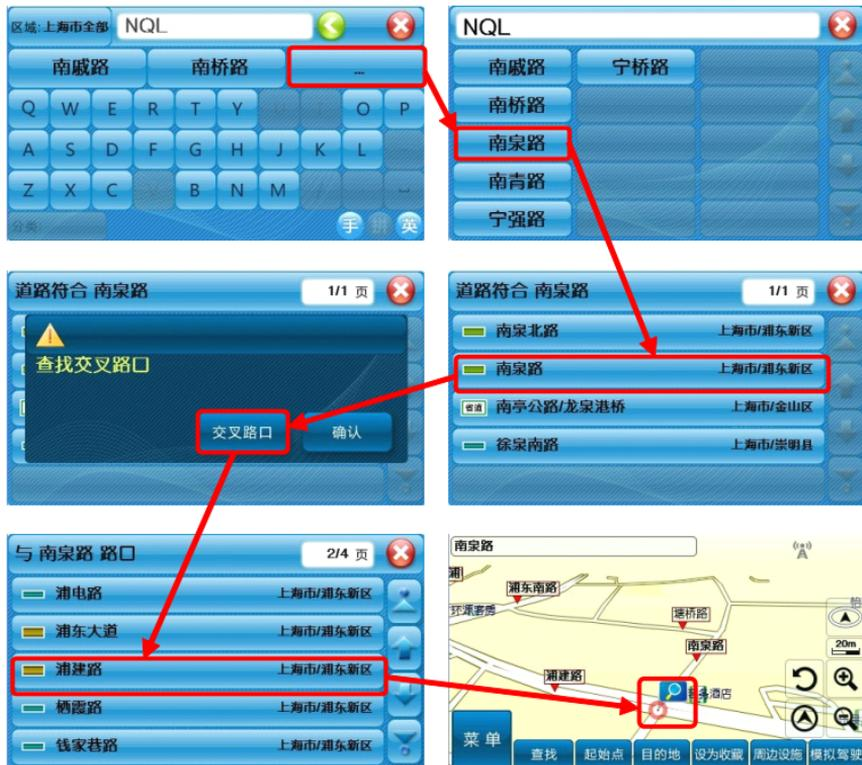 区域:上海市全部 NQL
南戚路 南桥路 ...
Q W E R T Y O P
A S D F G H J K L
Z X C V B N M /
分类 手 拼 英
NQL
南戚路 宁桥路
南桥路
南泉路
南青路
宁强路
道路符合 南泉路 1/1 页
查找交叉路口
交叉路口 确认
道路符合 南泉路 1/1 页
南泉北路 上海市/浦东新区
南泉路 上海市/浦东新区
省道 南亭公路/龙泉港桥 上海市/金山区
徐泉南路 上海市/崇明县
与 南泉路 路口 2/4 页
浦电路 上海市/浦东新区
浦东大道 上海市/浦东新区
浦建路 上海市/浦东新区
栖霞路 上海市/浦东新区
钱家巷路 上海市/浦东新区
南泉路
浦东南路
塘桥路
南泉路
20m
浦建路
酒店
菜单 查找 起始点 目的地 设为收藏 周边设施 模拟驾驶